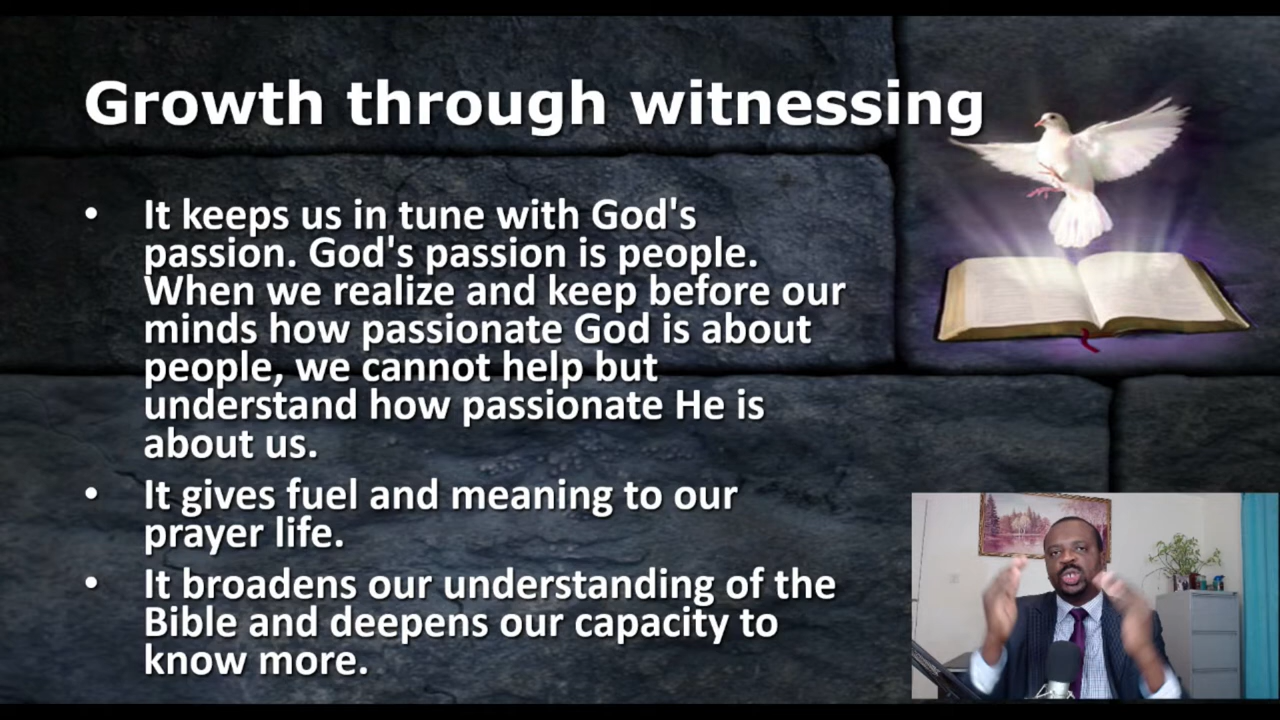 Growth through witnessing
• It keeps us in tune with God's
passion. God's passion is people.
When we realize and keep before our
minds how passionate God is about
people, we cannot help but
understand how passionate He is
about us.
• It gives fuel and meaning to our
prayer life.
• It broadens our understanding of the
Bible and deepens our capacity to
know more.